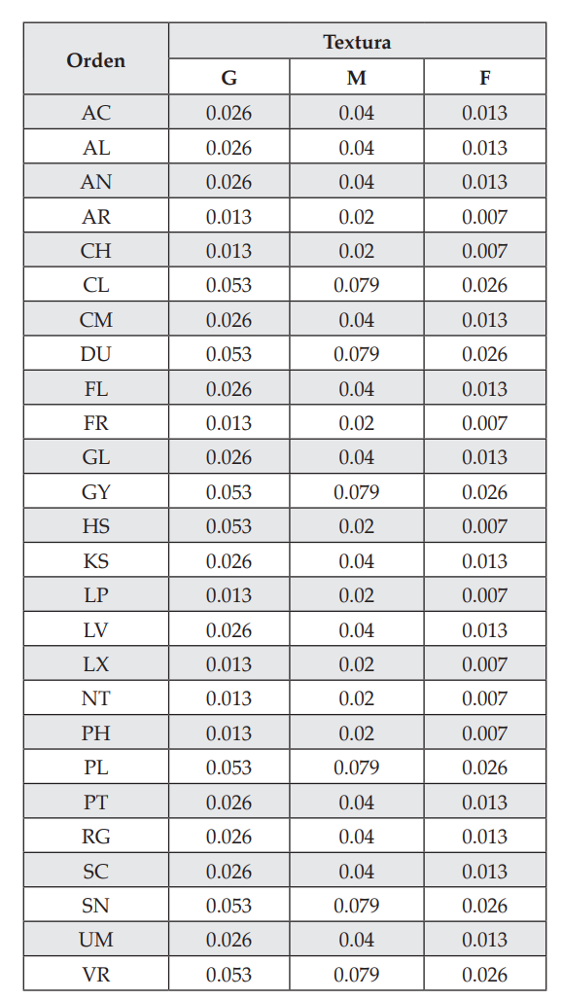 Orden Textura
G M F
AC 0.026 0.04 0.013
AL 0.026 0.04 0.013
AN 0.026 0.04 0.013
AR 0.013 0.02 0.007
CH 0.013 0.02 0.007
CL 0.053 0.079 0.026
CM 0.026 0.04 0.013
DU 0.053 0.079 0.026
FL 0.026 0.04 0.013
FR 0.013 0.02 0.007
GL 0.026 0.04 0.013
GY 0.053 0.079 0.026
HS 0.053 0.02 0.007
KS 0.026 0.04 0.013
LP 0.013 0.02 0.007
LV 0.026 0.04 0.013
LX 0.013 0.02 0.007
NT 0.013 0.02 0.007
PH 0.013 0.02 0.007
PL 0.053 0.079 0.026
PT 0.026 0.04 0.013
RG 0.026 0.04 0.013
SC 0.026 0.04 0.013
SN 0.053 0.079 0.026
UM 0.026 0.04 0.013
VR 0.053 0.079 0.026